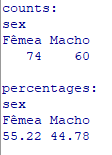 counts:
sex
Fêmea Macho
74 60
percentages:
sex
Fêmea Macho
55.22 44.78